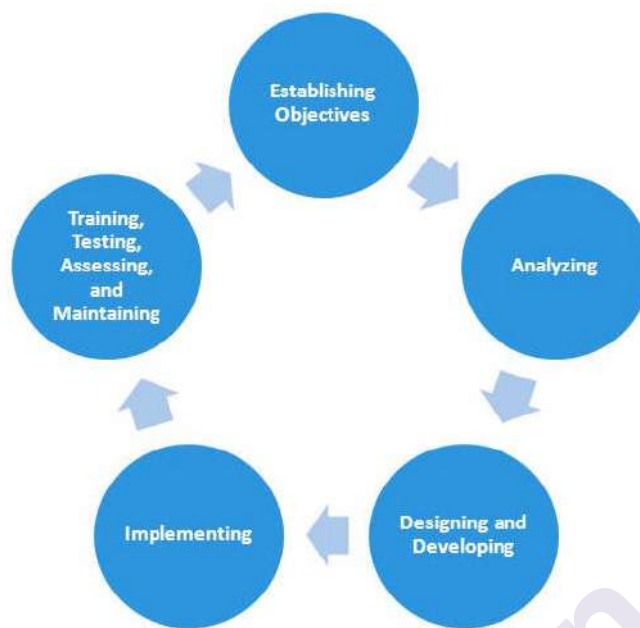 Establishing
Objectives
Analyzing
Designing and
Developing
Implementing
Training,
Testing,
Assessing,
and
Maintaining